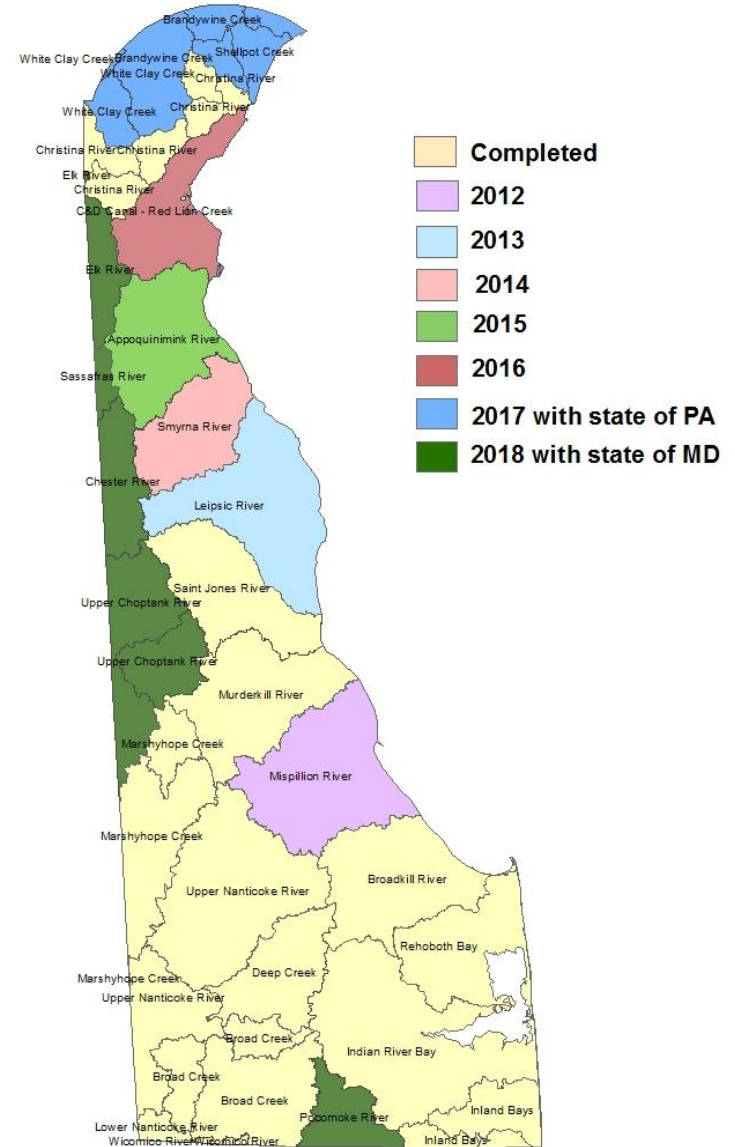 Brandywine Creek
Shellpot Creek
White Clay Creek
Brandywine Creek
White Clay Creek
Christina River
Christina River
White Clay Creek
Christina River
Christina River
Elk River
Christina River
C&D Canal - Red Lion Creek
Elk River
Appoquinimink River
Sassafras River
Smyrna River
Chester River
Leipsic River
Saint Jones River
Upper Choptank River
Upper Choptank River
Murderkill River
Marshyhope Creek
Mispillion River
Marshyhope Creek
Broadkill River
Upper Nanticoke River
Rehoboth Bay
Deep Creek
Marshyhope Creek
Upper Nanticoke River
Broad Creek
Indian River Bay
Broad Creek
Broad Creek
Inland Bays
Pocomoke River
Lower Nanticoke River
Wicomico River
Wicomico River
Inland Bays
Completed
2012
2013
2014
2015
2016
2017 with state of PA
2018 with state of MD